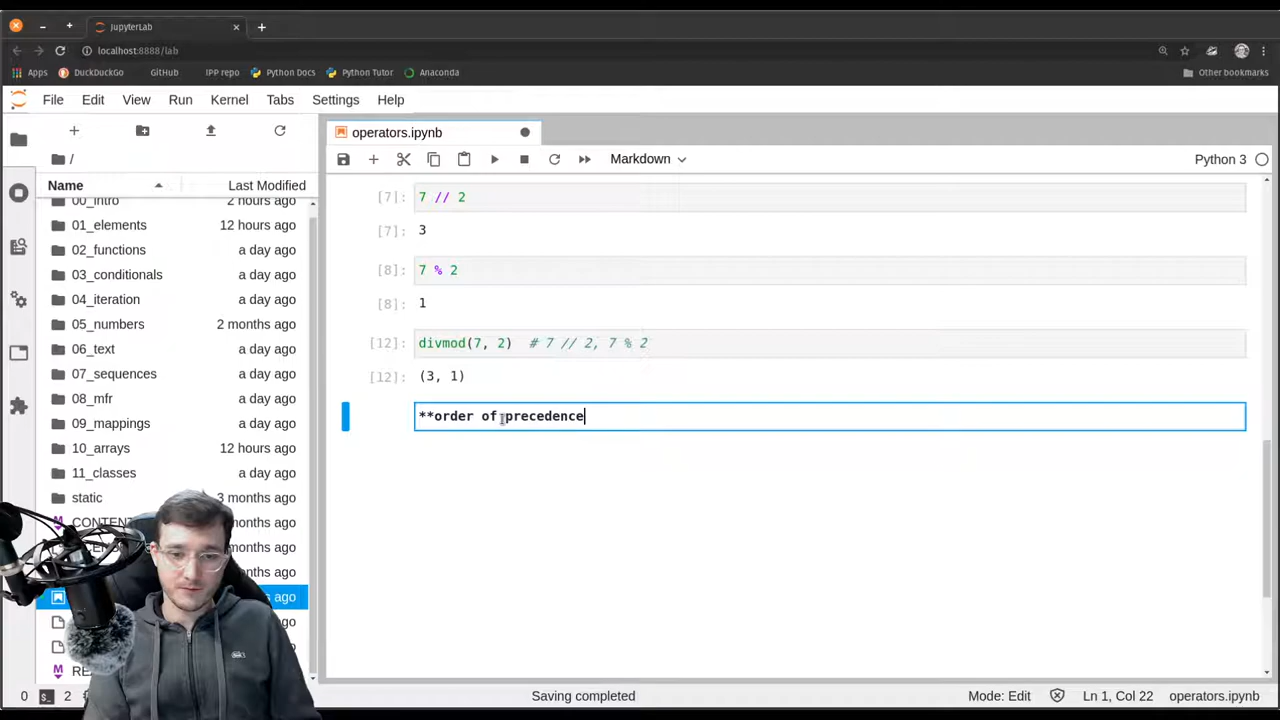 JupyterLab
localhost:8888/lab
Apps DuckDuckGo GitHub IPP repo Python Docs Python Tutor Anaconda Other bookmarks
File Edit View Run Kernel Tabs Settings Help
operators.ipynb
/
Markdown Python 3
Name Last Modified
00_intro 2 hours ago
01_elements 12 hours ago
02_functions a day ago
03_conditionals a day ago
04_iteration a day ago
05_numbers 2 months ago
06_text a day ago
07_sequences a day ago
08_mfr a day ago
09_mappings a day ago
10_arrays 12 hours ago
11_classes a day ago
static 3 months ago
months ago
months ago
ago
ago
ago
ago
ago
[7]: 7 // 2
[7]: 3
[8]: 7 % 2
[8]: 1
[12]: divmod(7, 2) # 7 // 2, 7 % 2
[12]: (3, 1)
**order of precedence
0 2 Saving completed Mode: Edit Ln 1, Col 22 operators.ipynb